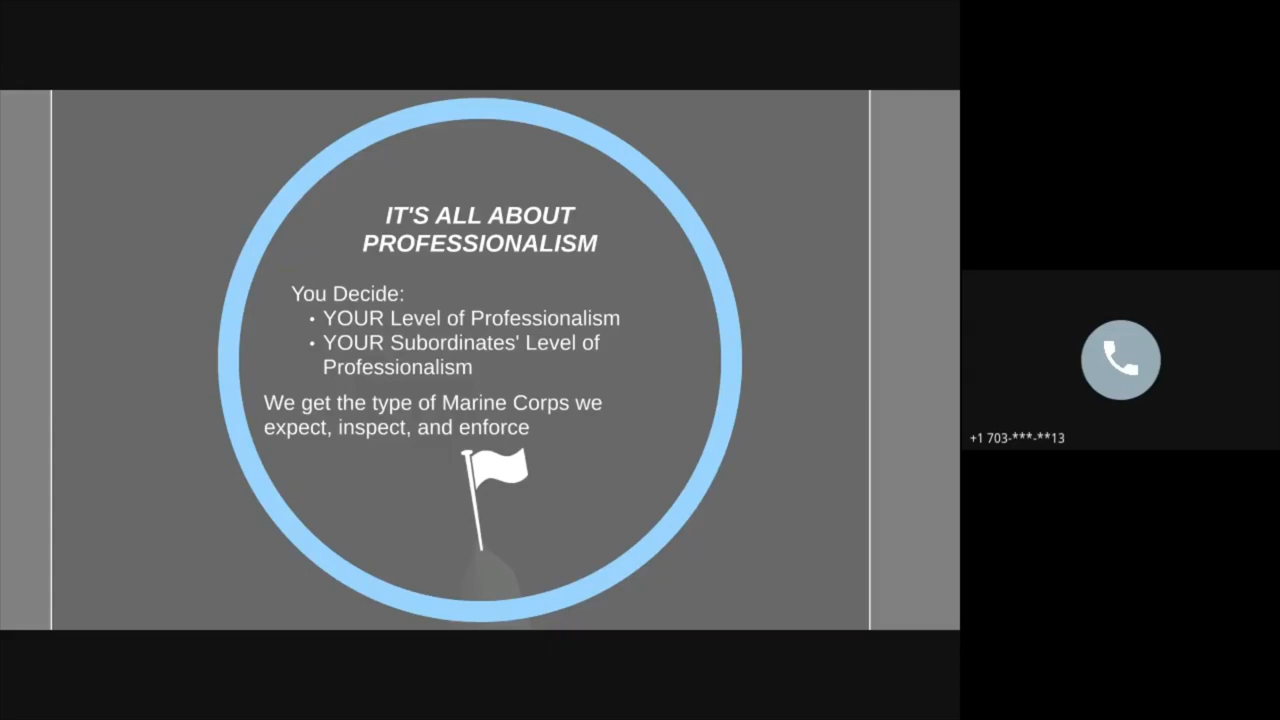 IT'S ALL ABOUT
PROFESSIONALISM
You Decide:
• YOUR Level of Professionalism
• YOUR Subordinates' Level of
Professionalism
We get the type of Marine Corps we
expect, inspect, and enforce
+1 703-***-**13